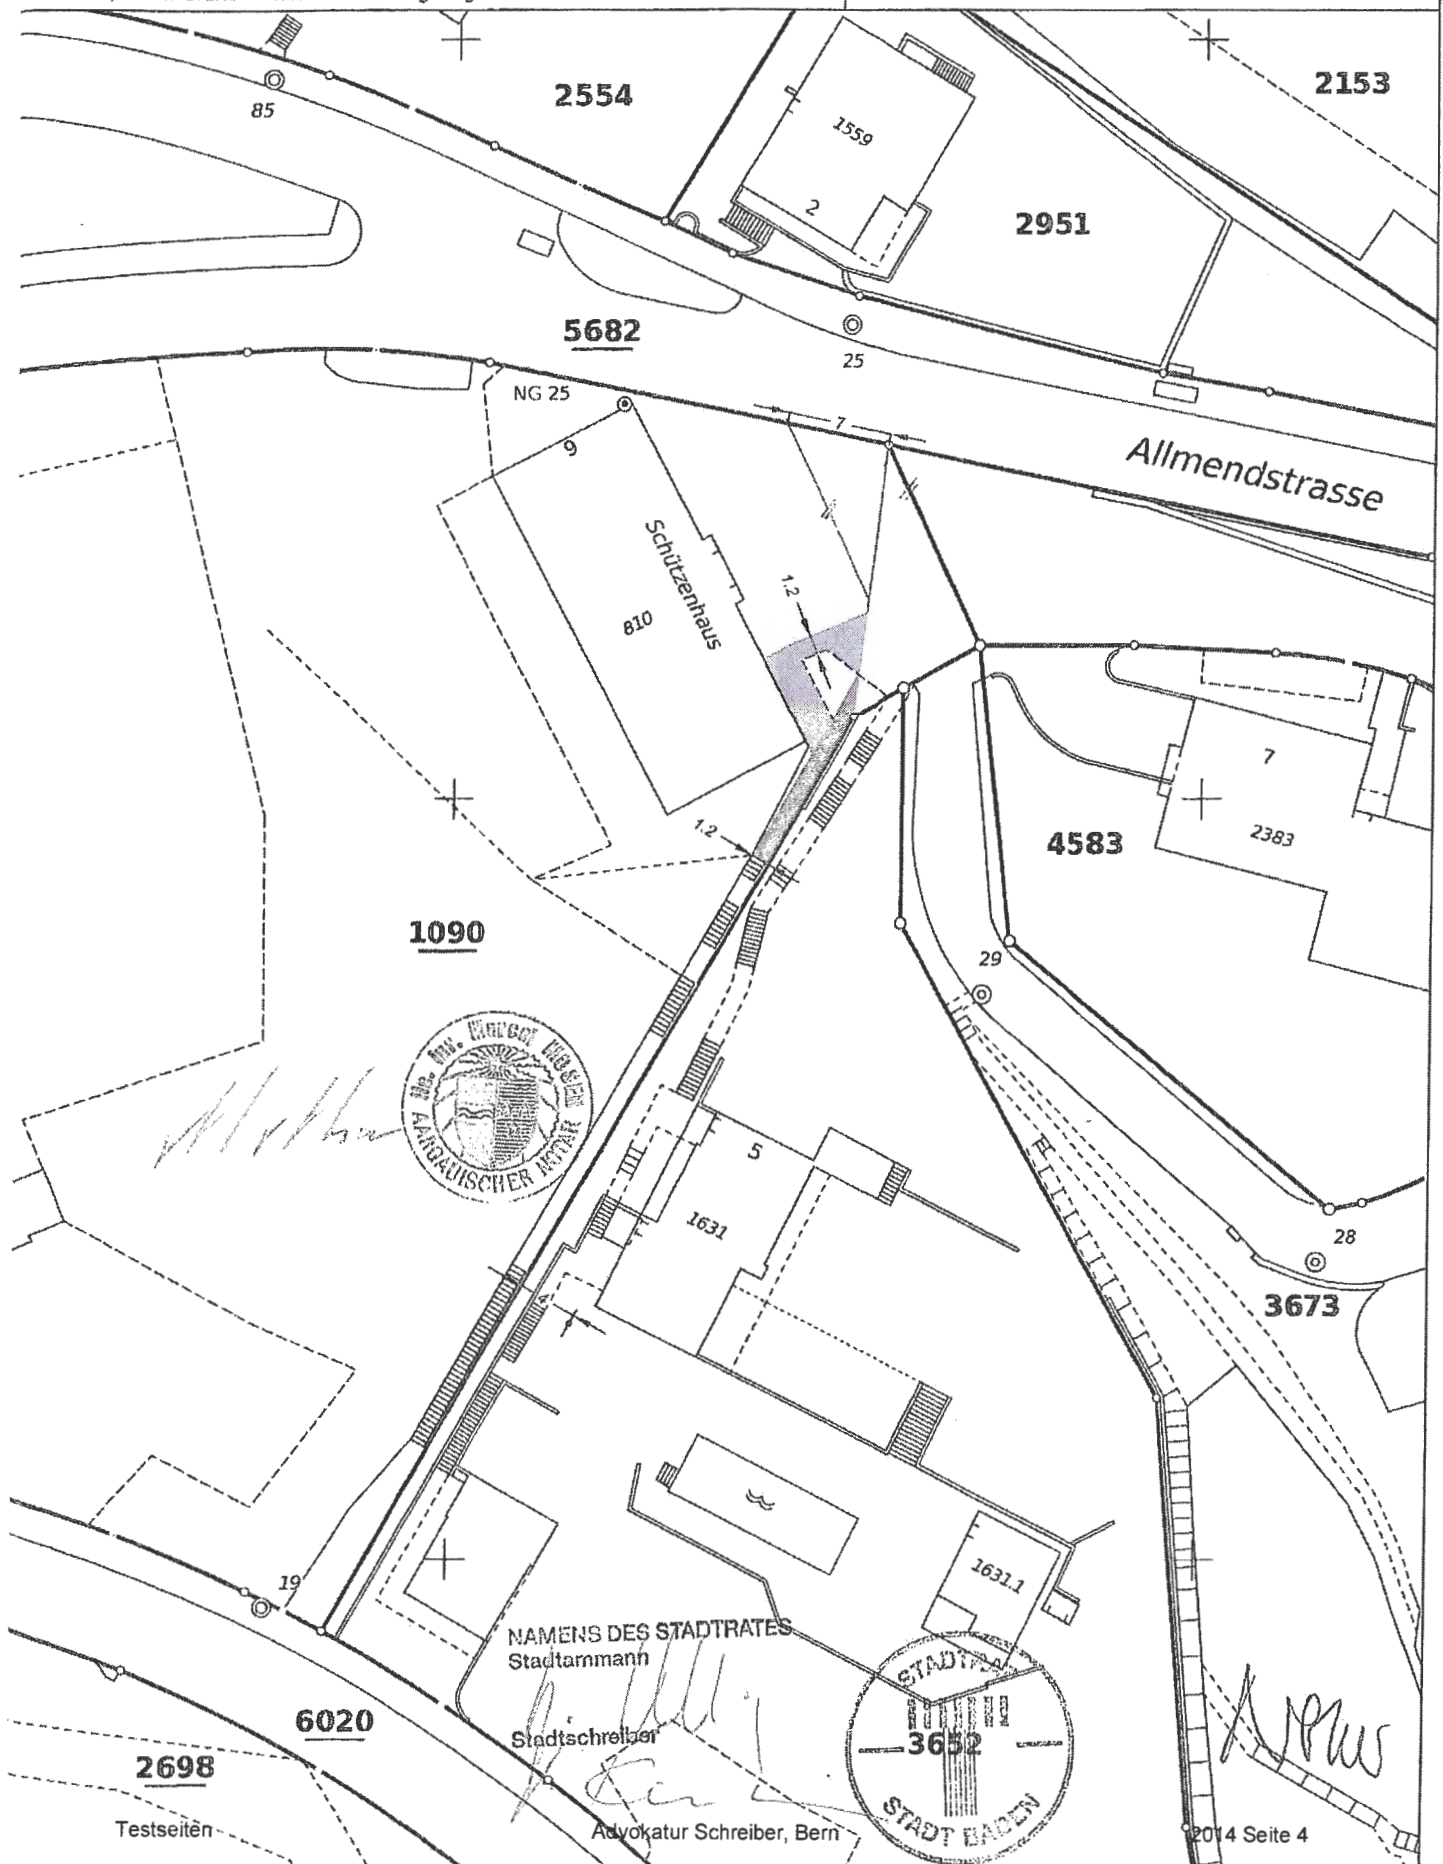 2554
2153
85
1559
2
2951
5682
25
NG 25
9
7
Allmendstrasse
Schützenhaus
810
1.2
7
2383
4583
1.2
1090
29
AARGAUISCHER NOTAR
5
1631
28
3673
4
19
1631.1
NAMENS DES STADTRATES
Stadtammann
6020
Stadtschreiber
3652
STADT BADEN
2698
Testseiten
Advokatur Schreiber, Bern
2014 Seite 4